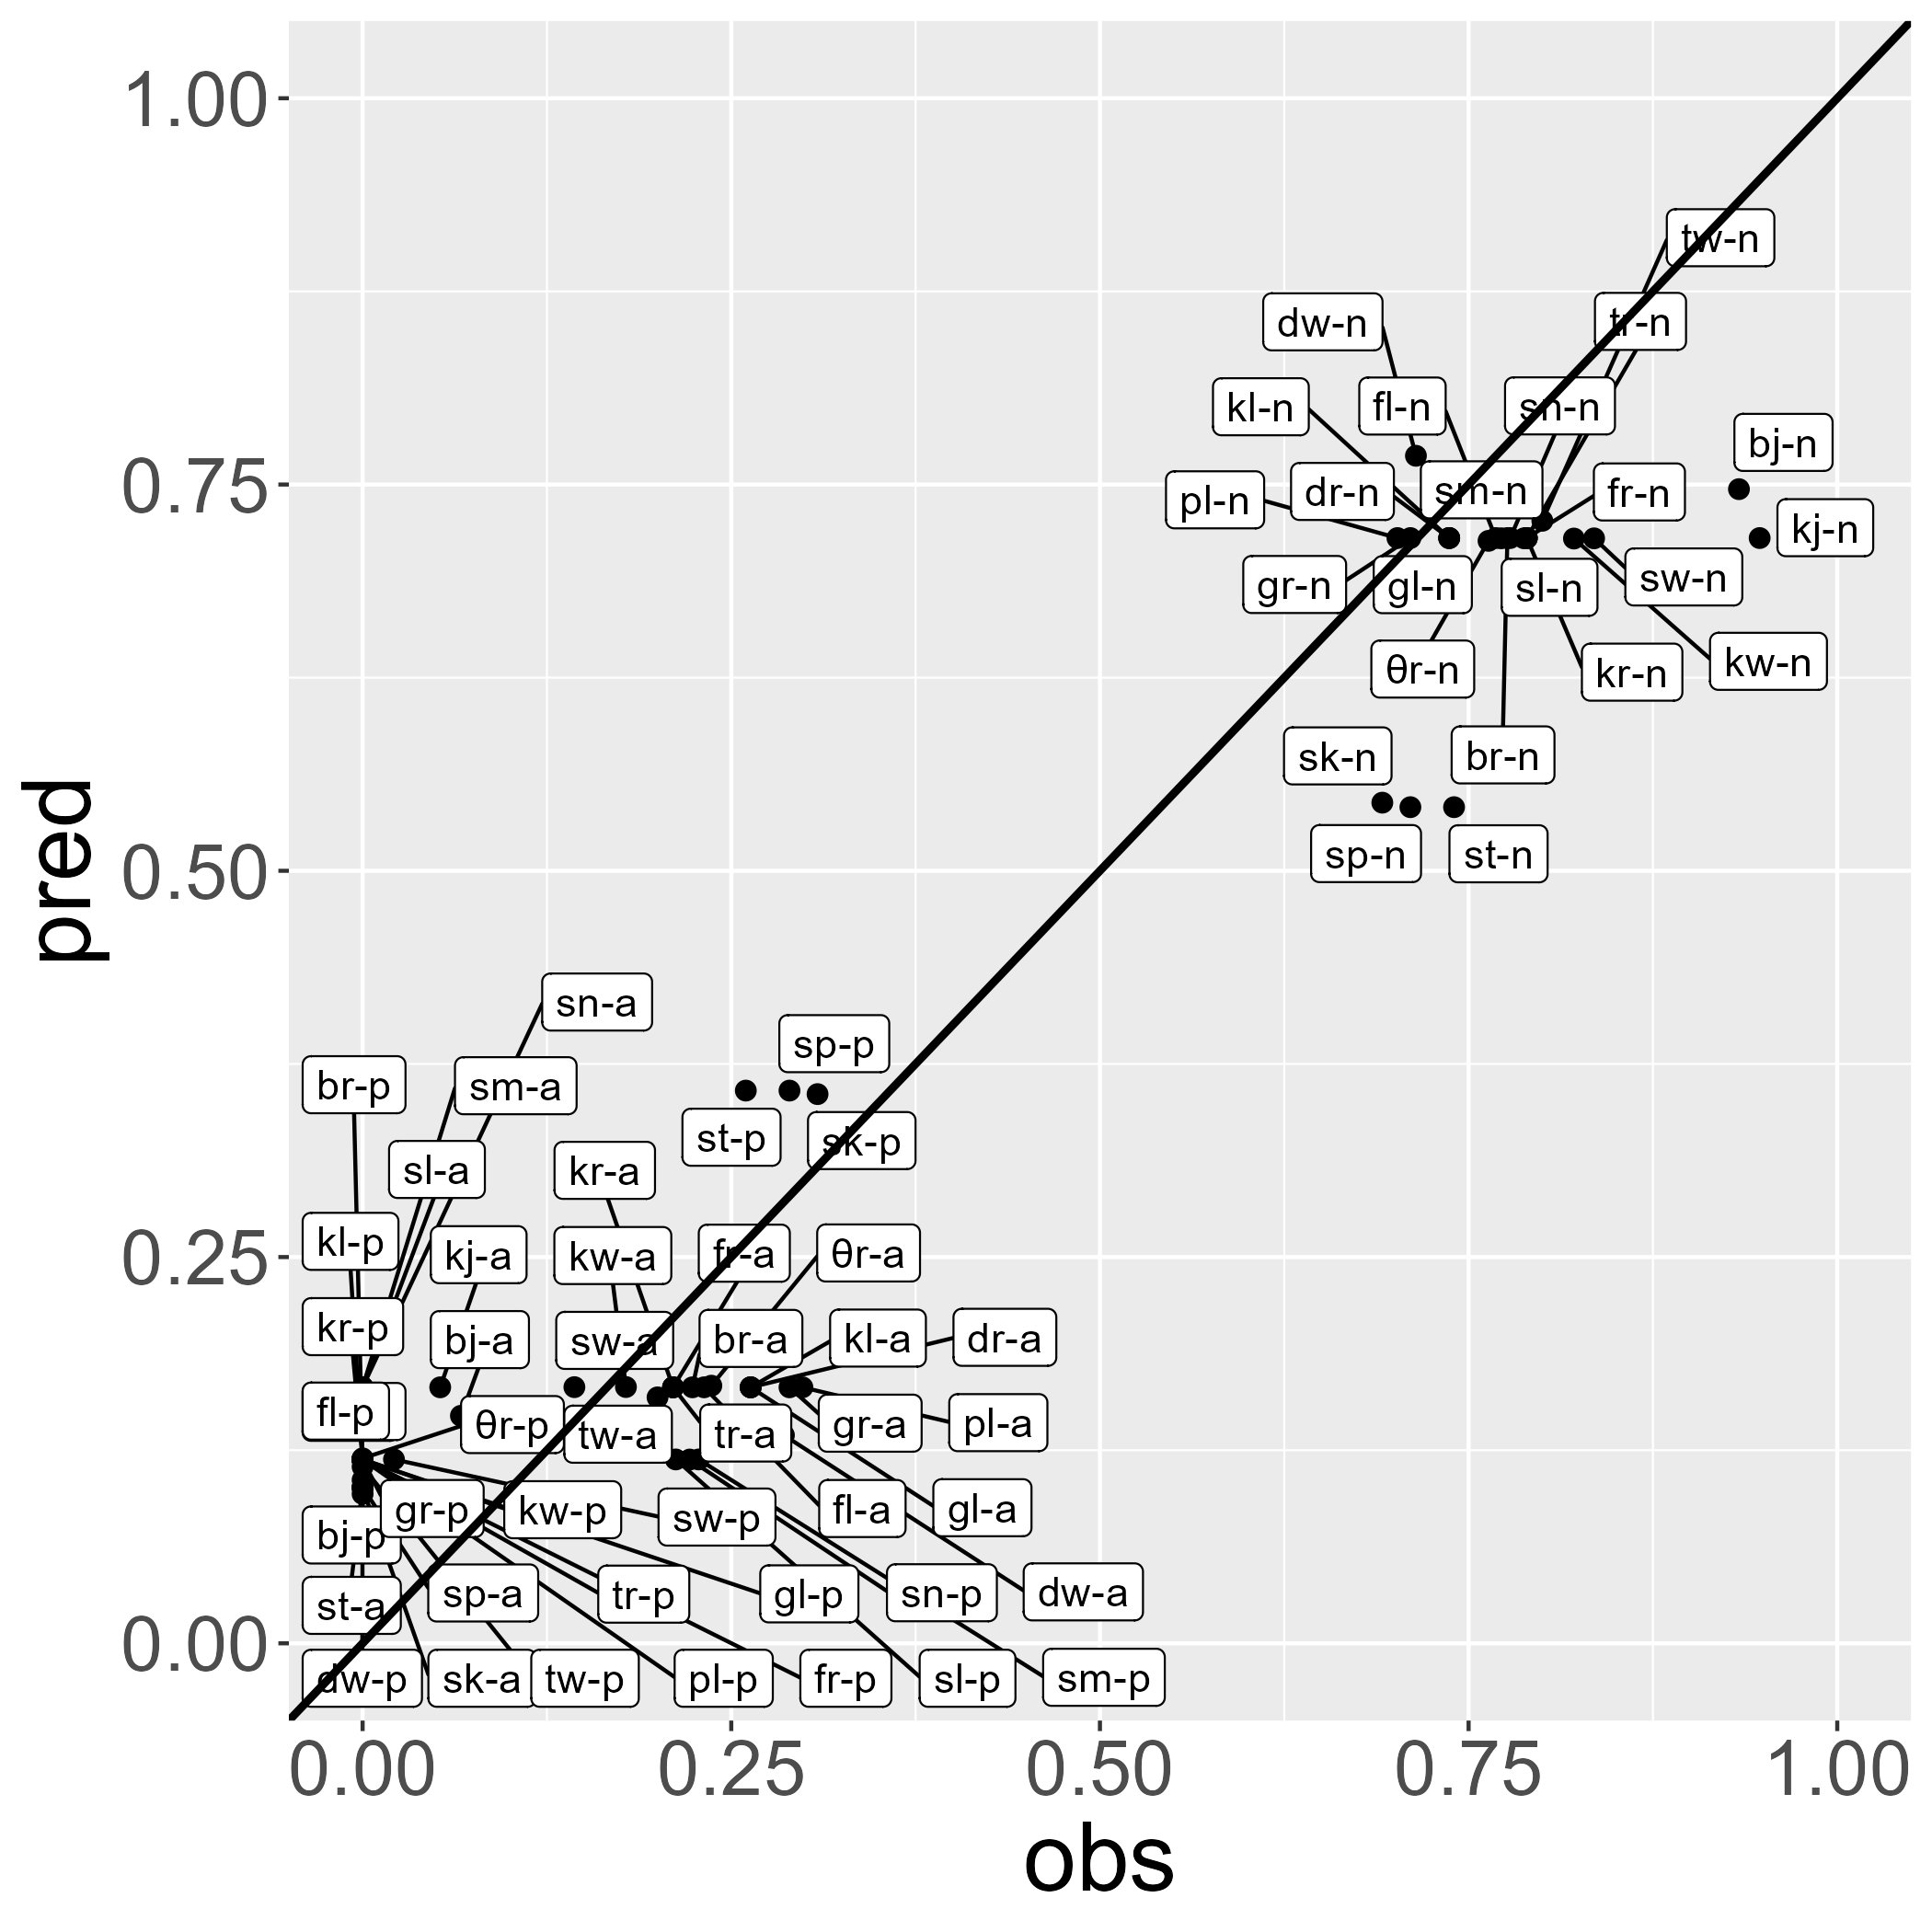 1.00
0.75
0.50
0.25
0.00
pred
tw-n
dw-n
tr-n
kl-n
fl-n
sn-n
bj-n
pl-n
dr-n
sm-n
fr-n
kj-n
gr-n
gl-n
sl-n
sw-n
θr-n
kr-n
kw-n
sk-n
br-n
sp-n
st-n
sn-a
sp-p
br-p
sm-a
st-p
sk-p
sl-a
kr-a
kl-p
kj-a
kw-a
fr-a
θr-a
kr-p
bj-a
sw-a
br-a
kl-a
dr-a
fl-p
θr-p
tw-a
tr-a
gr-a
pl-a
bj-p
gr-p
kw-p
sw-p
fl-a
gl-a
st-a
sp-a
tr-p
gl-p
sn-p
dw-a
dw-p
sk-a
tw-p
pl-p
fr-p
sl-p
sm-p
0.00
0.25
0.50
0.75
1.00
obs